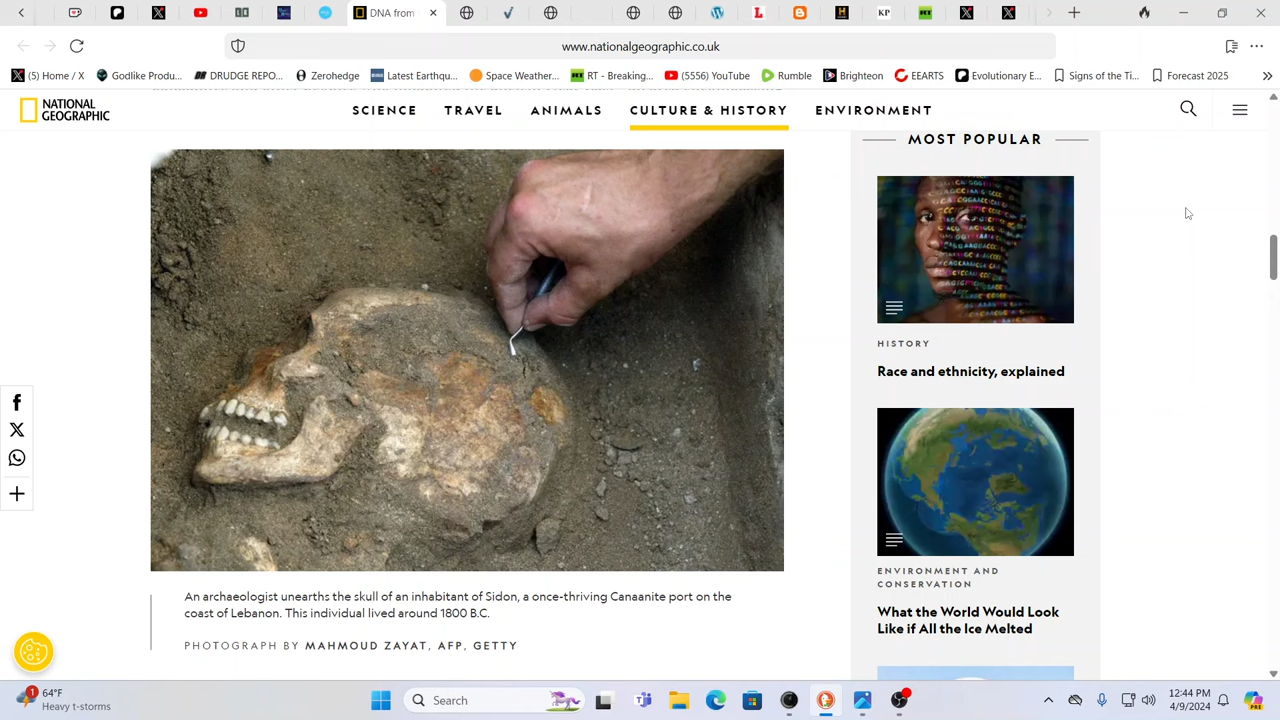 DNA from
www.nationalgeographic.co.uk
(5) Home / X
Godlike Produ...
DRUDGE REPO...
Zerohedge
Latest Earthqu...
Space Weather...
RT - Breaking...
(5556) YouTube
Rumble
Brighteon
EEARTS
Evolutionary E...
Signs of the Ti...
Forecast 2025
NATIONAL
GEOGRAPHIC
SCIENCE
TRAVEL
ANIMALS
CULTURE & HISTORY
ENVIRONMENT
MOST POPULAR
HISTORY
Race and ethnicity, explained
ENVIRONMENT AND
CONSERVATION
What the World Would Look
Like if All the Ice Melted
An archaeologist unearths the skull of an inhabitant of Sidon, a once-thriving Canaanite port on the
coast of Lebanon. This individual lived around 1800 B.C.
PHOTOGRAPH BY MAHMOUD ZAYAT, AFP, GETTY
1
64°F
Heavy t-storms
Search
12:44 PM
4/9/2024